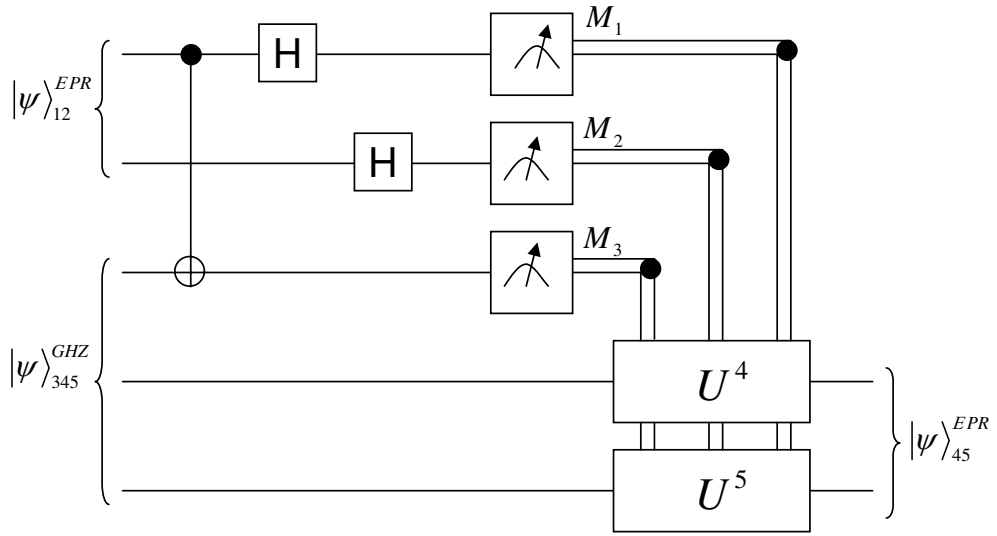 M₁
H
|ψ⟩₁₂^EPR
M₂
H
M₃
|ψ⟩₃₄₅^GHZ
U⁴
|ψ⟩₄₅^EPR
U⁵